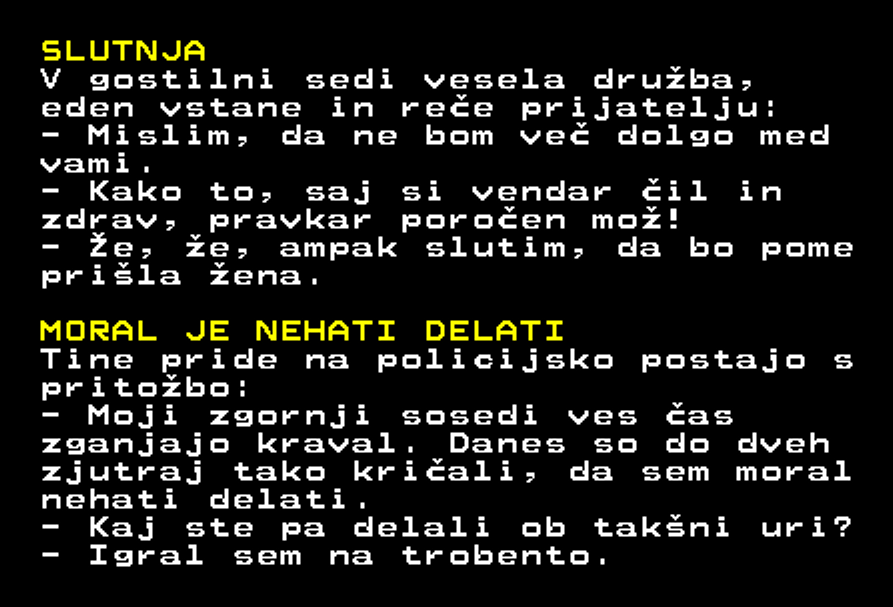 SLUTNJA
V gostilni sedi vesela družba,
eden vstane in reče prijatelju:
- Mislim, da ne bom več dolgo med
vami.
- Kako to, saj si vendar čil in
zdrav, pravkar poročen mož!
- Že, že, ampak slutim, da bo pome
prišla žena.
MORAL JE NEHATI DELATI
Tine pride na policijsko postajo s
pritožbo:
- Moji zgornji sosedi ves čas
zganjajo kraval. Danes so do dveh
zjutraj tako kričali, da sem moral
nehati delati.
- Kaj ste pa delali ob takšni uri?
- Igral sem na trobento.